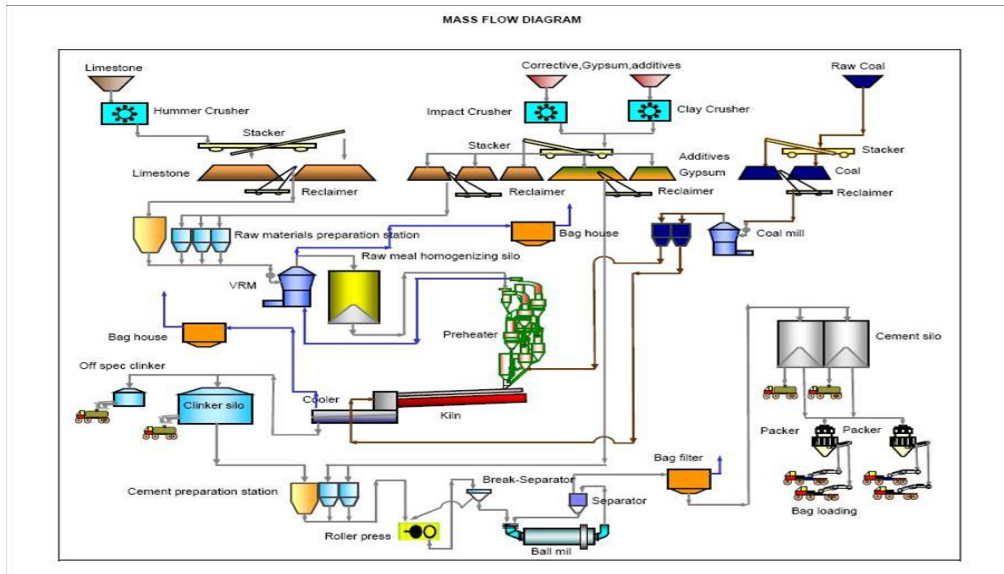 MASS FLOW DIAGRAM
Limestone
Corrective,Gypsum,additives
Raw Coal
Hummer Crusher
Impact Crusher
Clay Crusher
Stacker
Stacker
Stacker
Limestone
Additives
Gypsum
Coal
Reclaimer
Reclaimer
Reclaimer
Reclaimer
Raw materials preparation station
Bag house
Coal mill
Raw meal homogenizing silo
VRM
Preheater
Bag house
Cement silo
Off spec clinker
Clinker silo
Cooler
Kiln
Packer
Packer
Bag filter
Cement preparation station
Break-Separator
Separator
Bag loading
Roller press
Ball mil